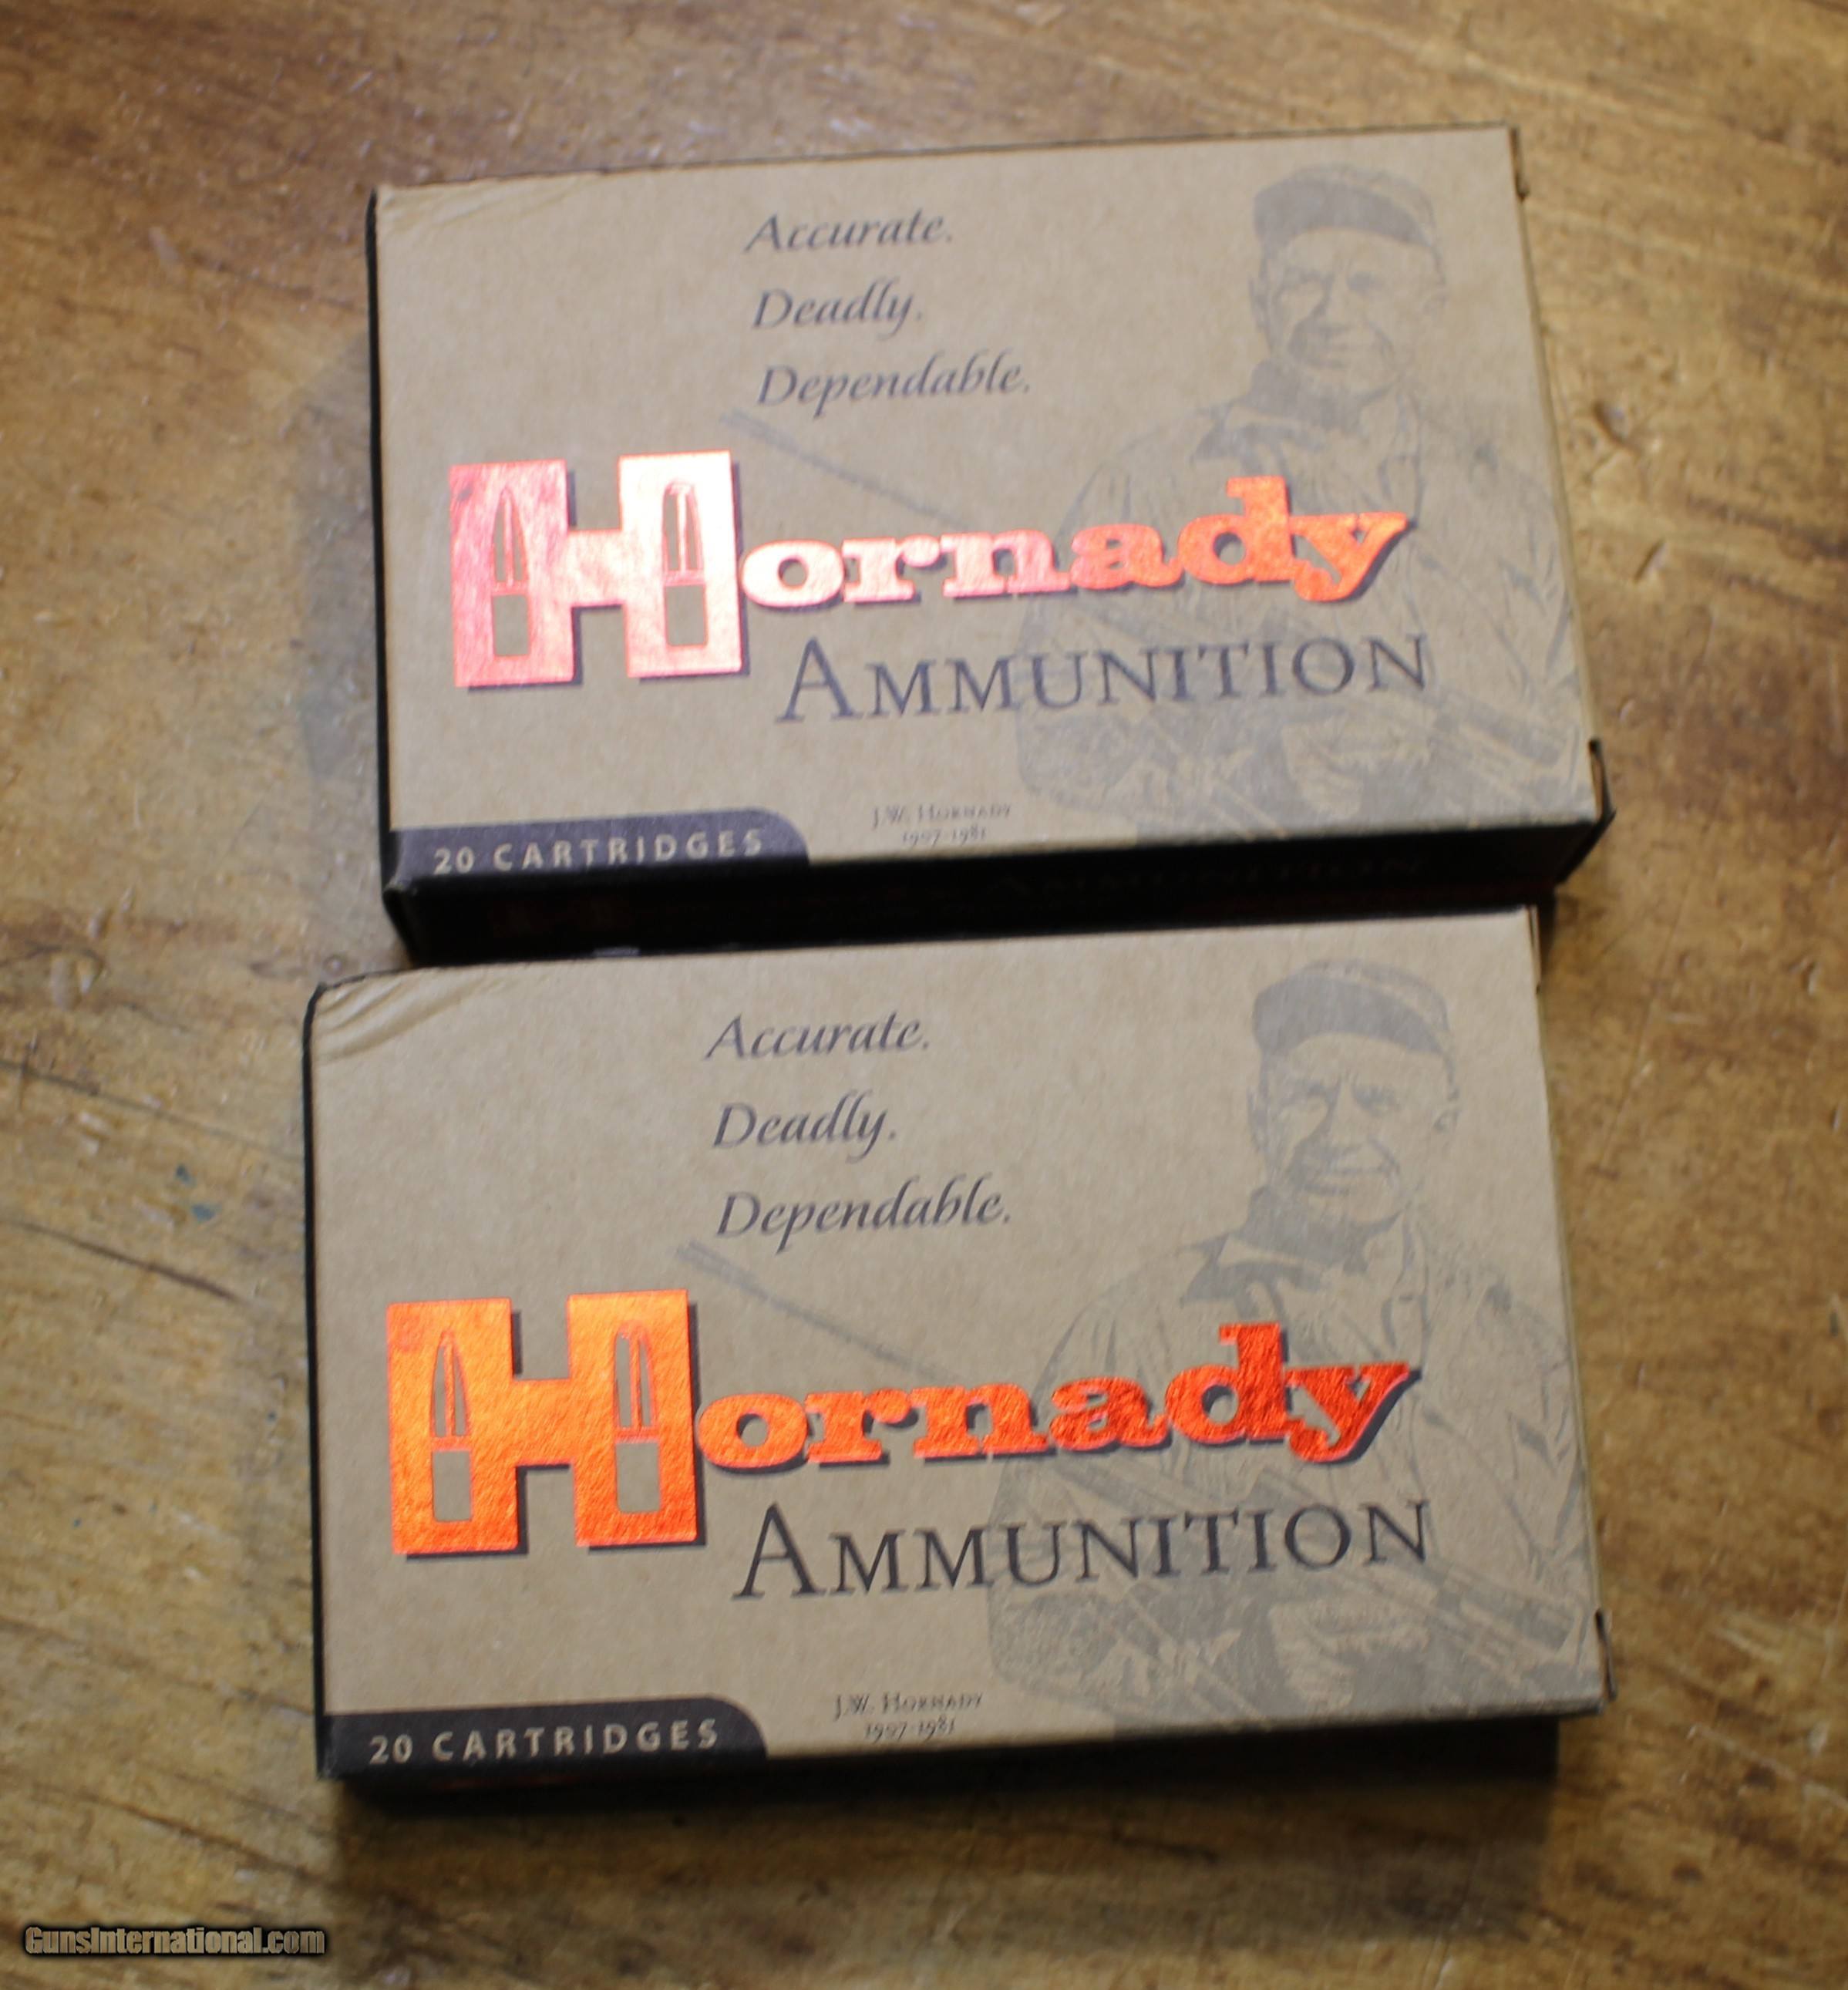 Accurate.
Deadly.
Dependable.
Hornady
AMMUNITION
J.W. HORNADY
1907-1981
20 CARTRIDGES
Accurate.
Deadly.
Dependable.
Hornady
AMMUNITION
J.W. HORNADY
1907-1981
20 CARTRIDGES
GunsInternational.com